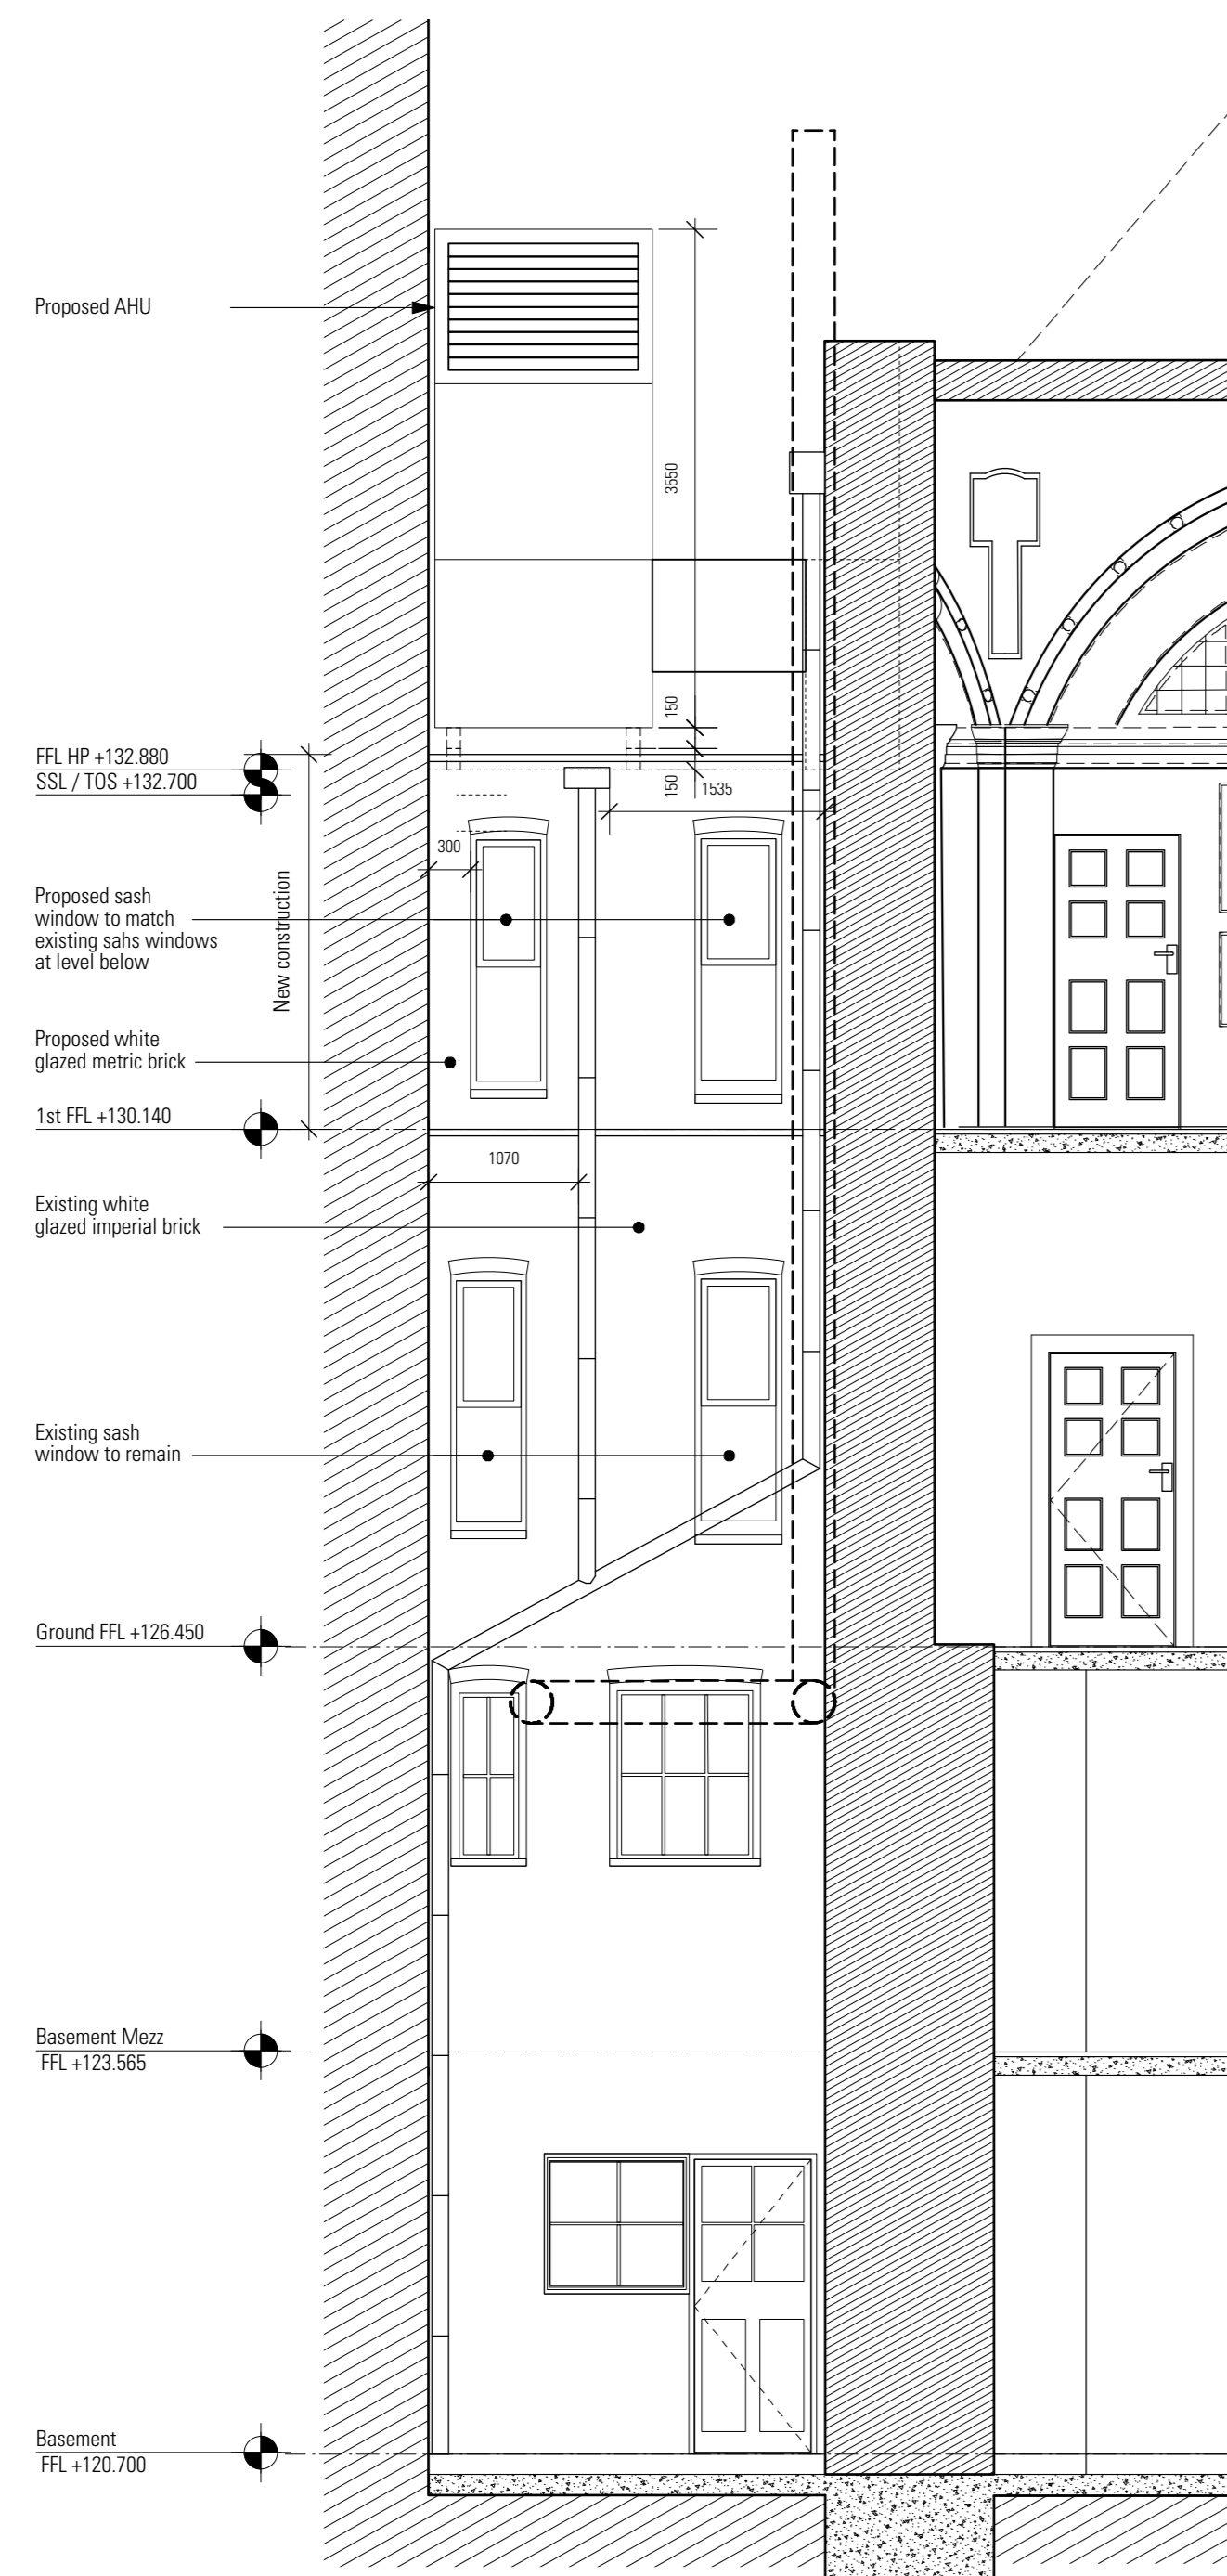 Proposed AHU
3550
150
FFL HP +132.880
SSL / TOS +132.700
150
1535
300
Proposed sash
window to match
existing sahs windows
at level below
New construction
Proposed white
glazed metric brick
1st FFL +130.140
1070
Existing white
glazed imperial brick
Existing sash
window to remain
Ground FFL +126.450
Basement Mezz
FFL +123.565
Basement
FFL +120.700